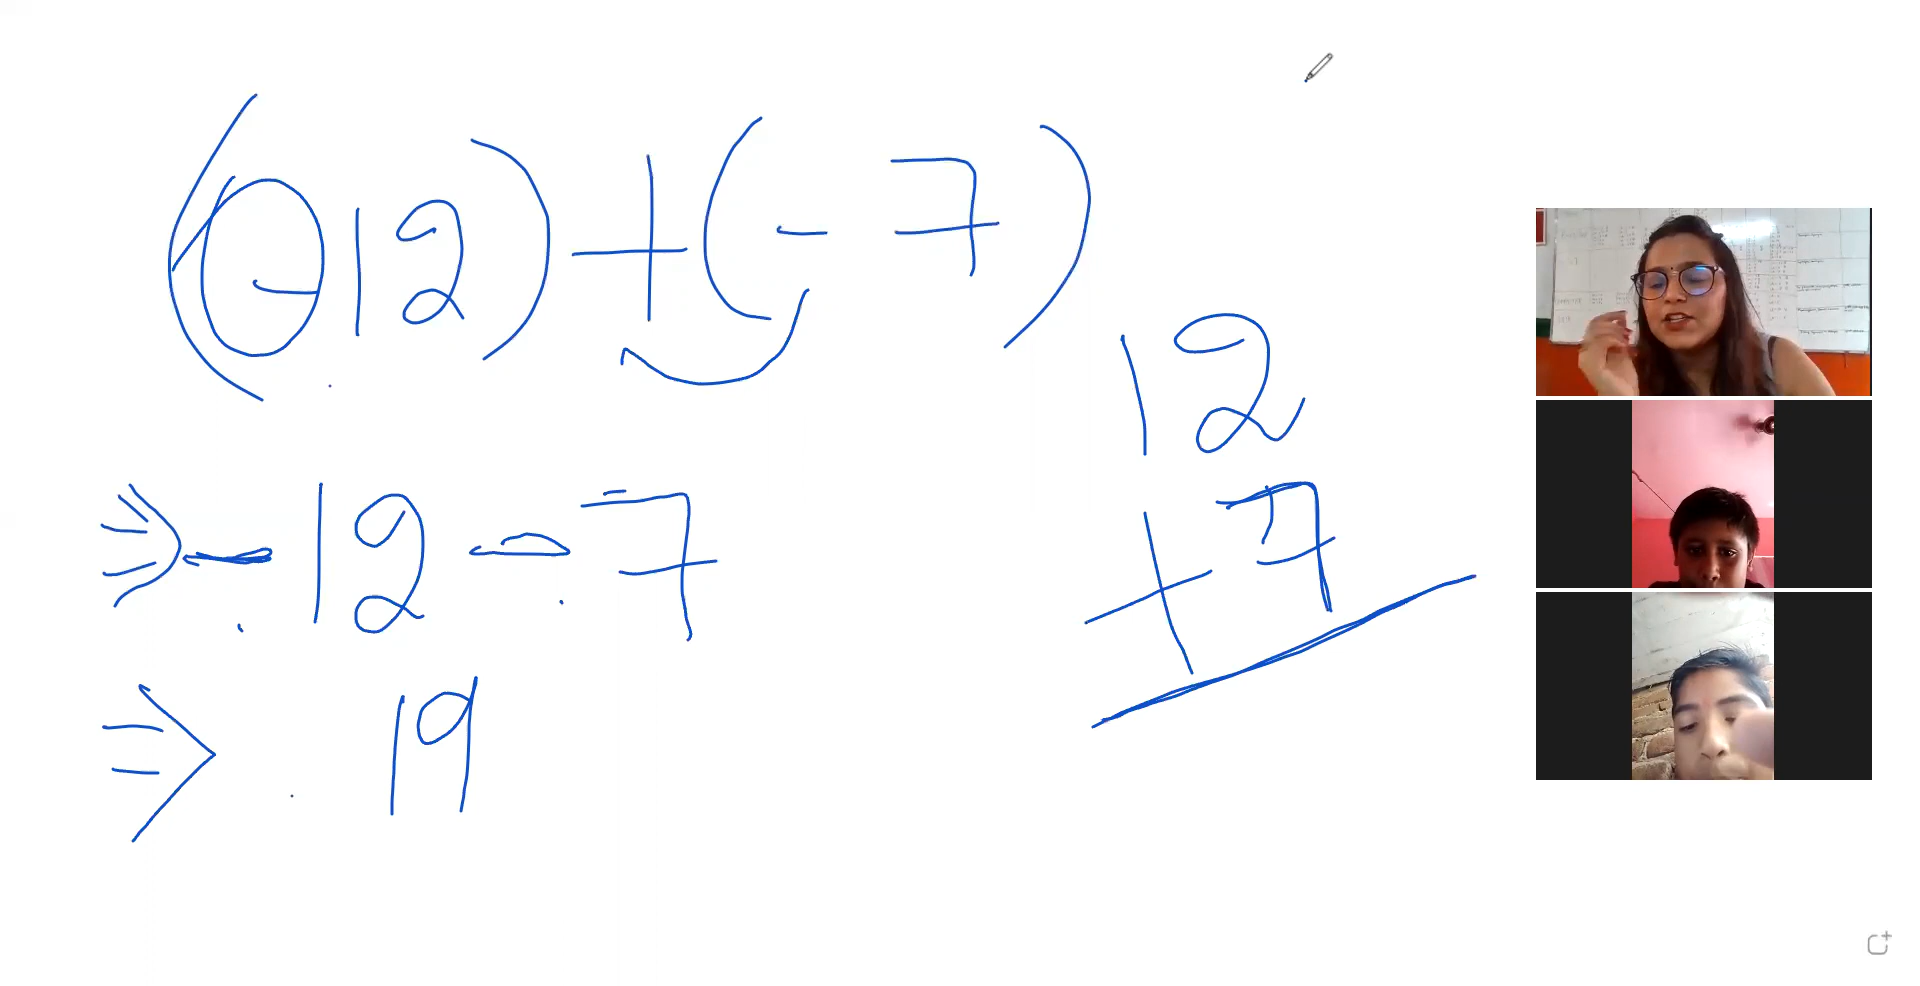 (-12) + (-7)
⇒ -12 - 7
⇒ 19
12
+ 7